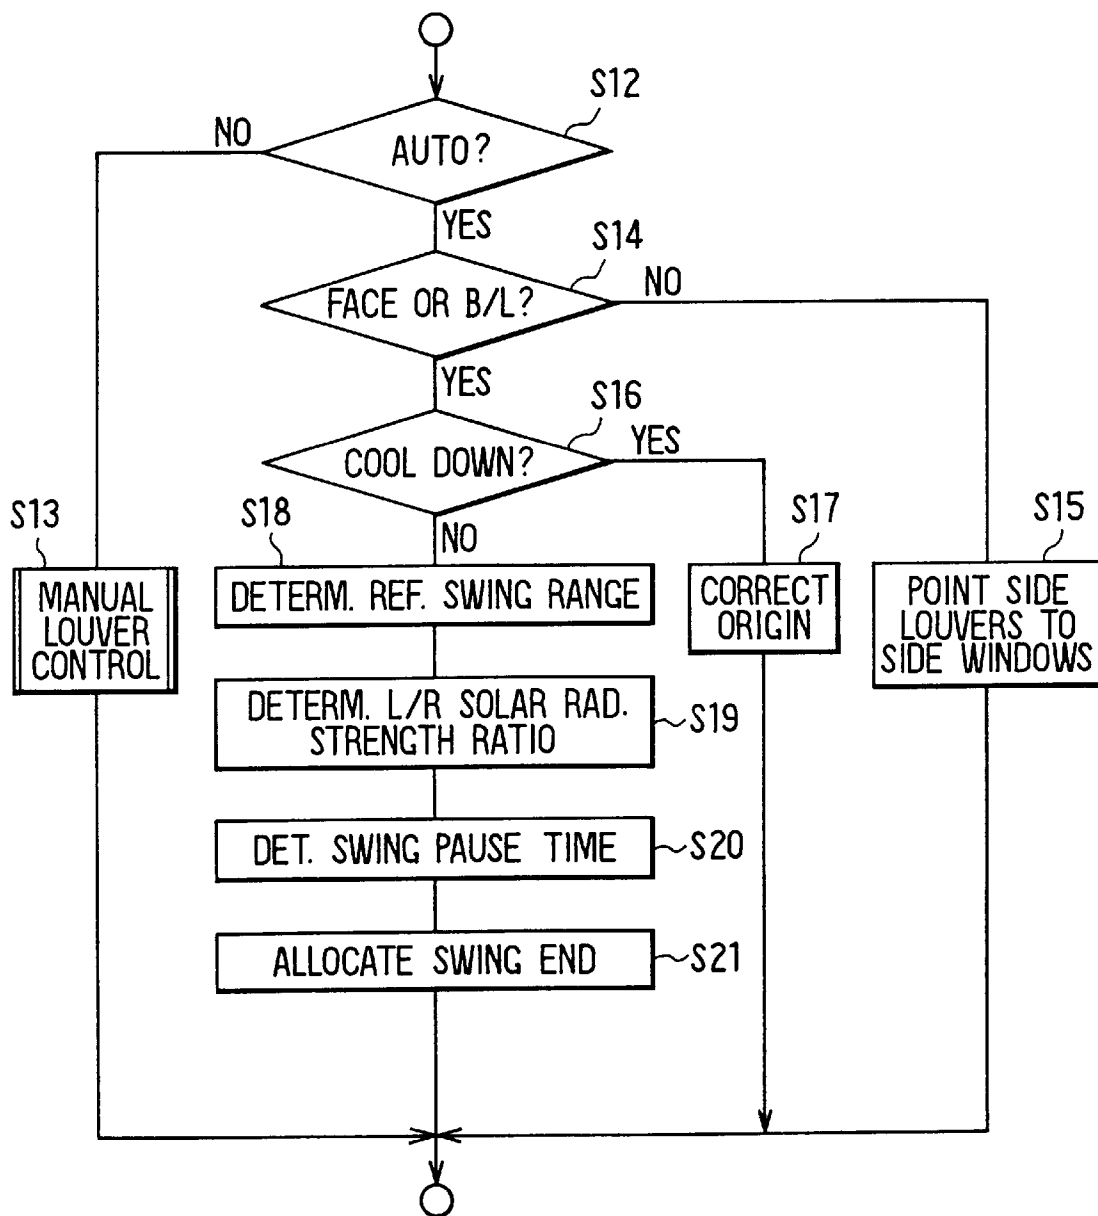 S12
NO
AUTO?
YES
S14
NO
FACE OR B/L?
YES
S16
YES
COOL DOWN?
S13
S18
NO
S17
S15
MANUAL
LOUVER
CONTROL
DETERM. REF. SWING RANGE
CORRECT
ORIGIN
POINT SIDE
LOUVERS TO
SIDE WINDOWS
DETERM. L/R SOLAR RAD.
STRENGTH RATIO
S19
DET. SWING PAUSE TIME
S20
ALLOCATE SWING END
S21